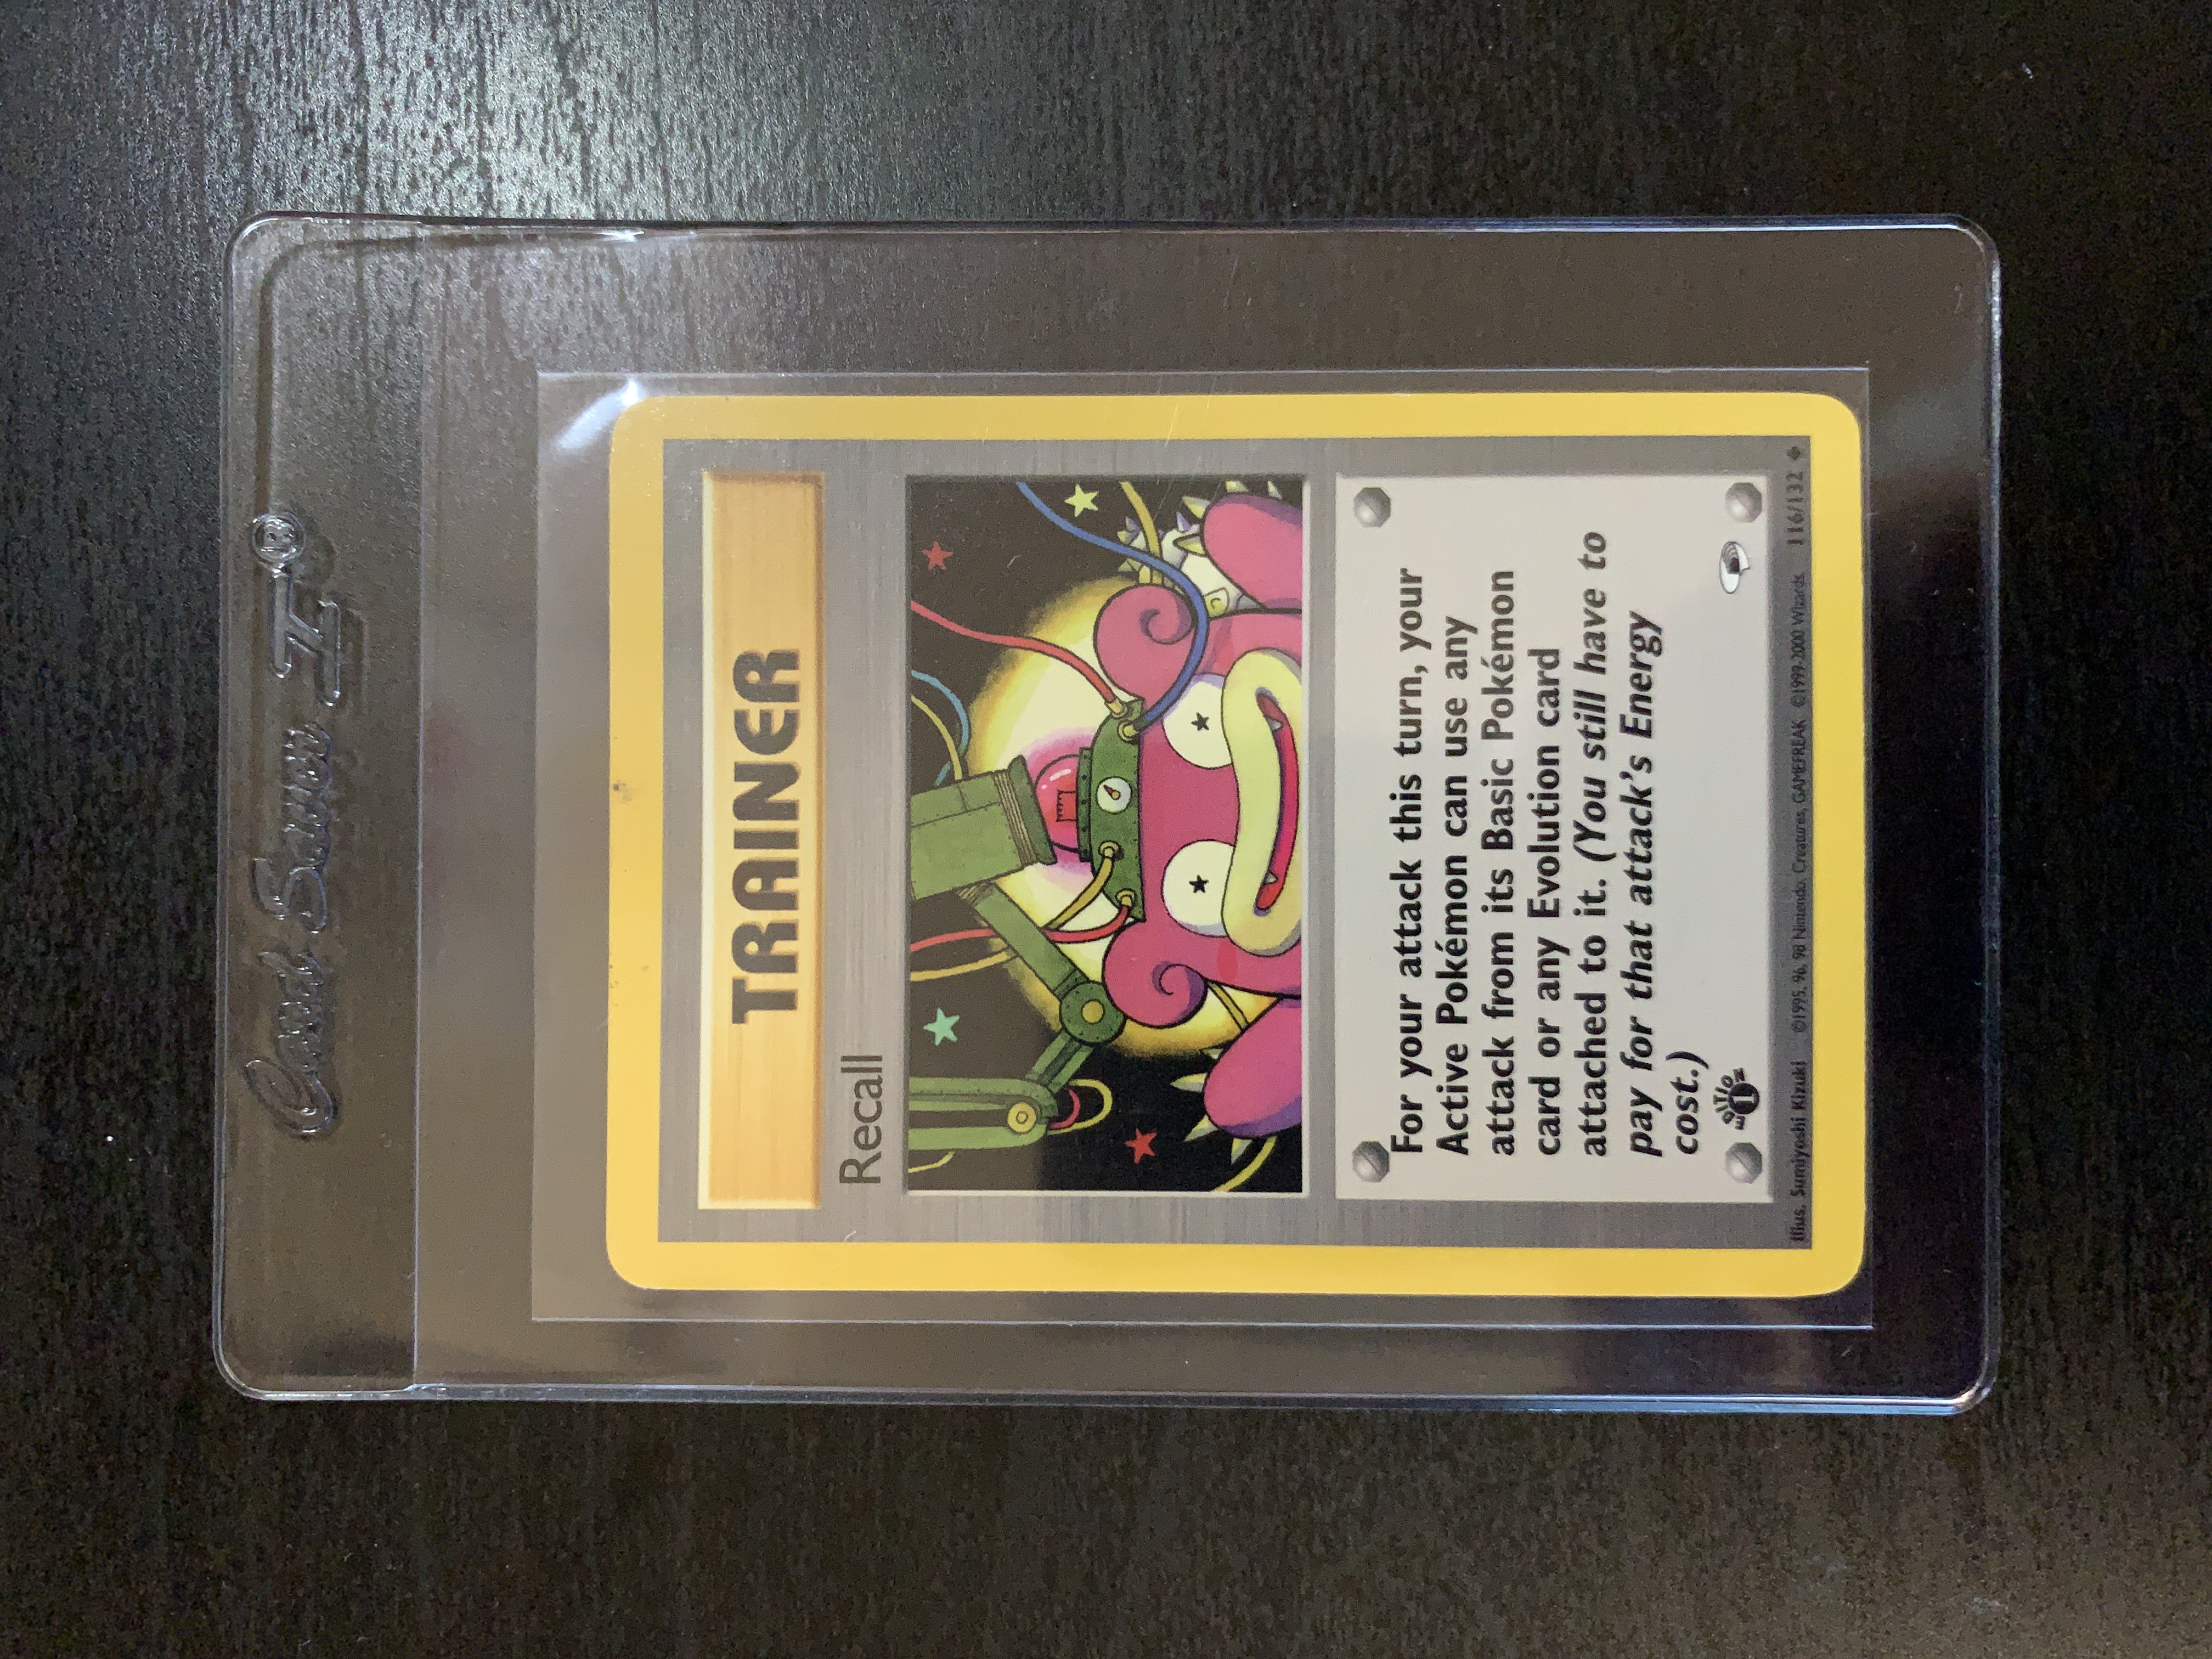 Card Saver I®
TRAINER
Recall
For your attack this turn, your
Active Pokémon can use any
attack from its Basic Pokémon
card or any Evolution card
attached to it. (You still have to
pay for that attack's Energy
cost.)
EDITION
1
Illus. Sumiyoshi Kizuki ©1995, 96, 98 Nintendo, Creatures, GAMEFREAK ©1999-2000 Wizards. 116/132 ◆